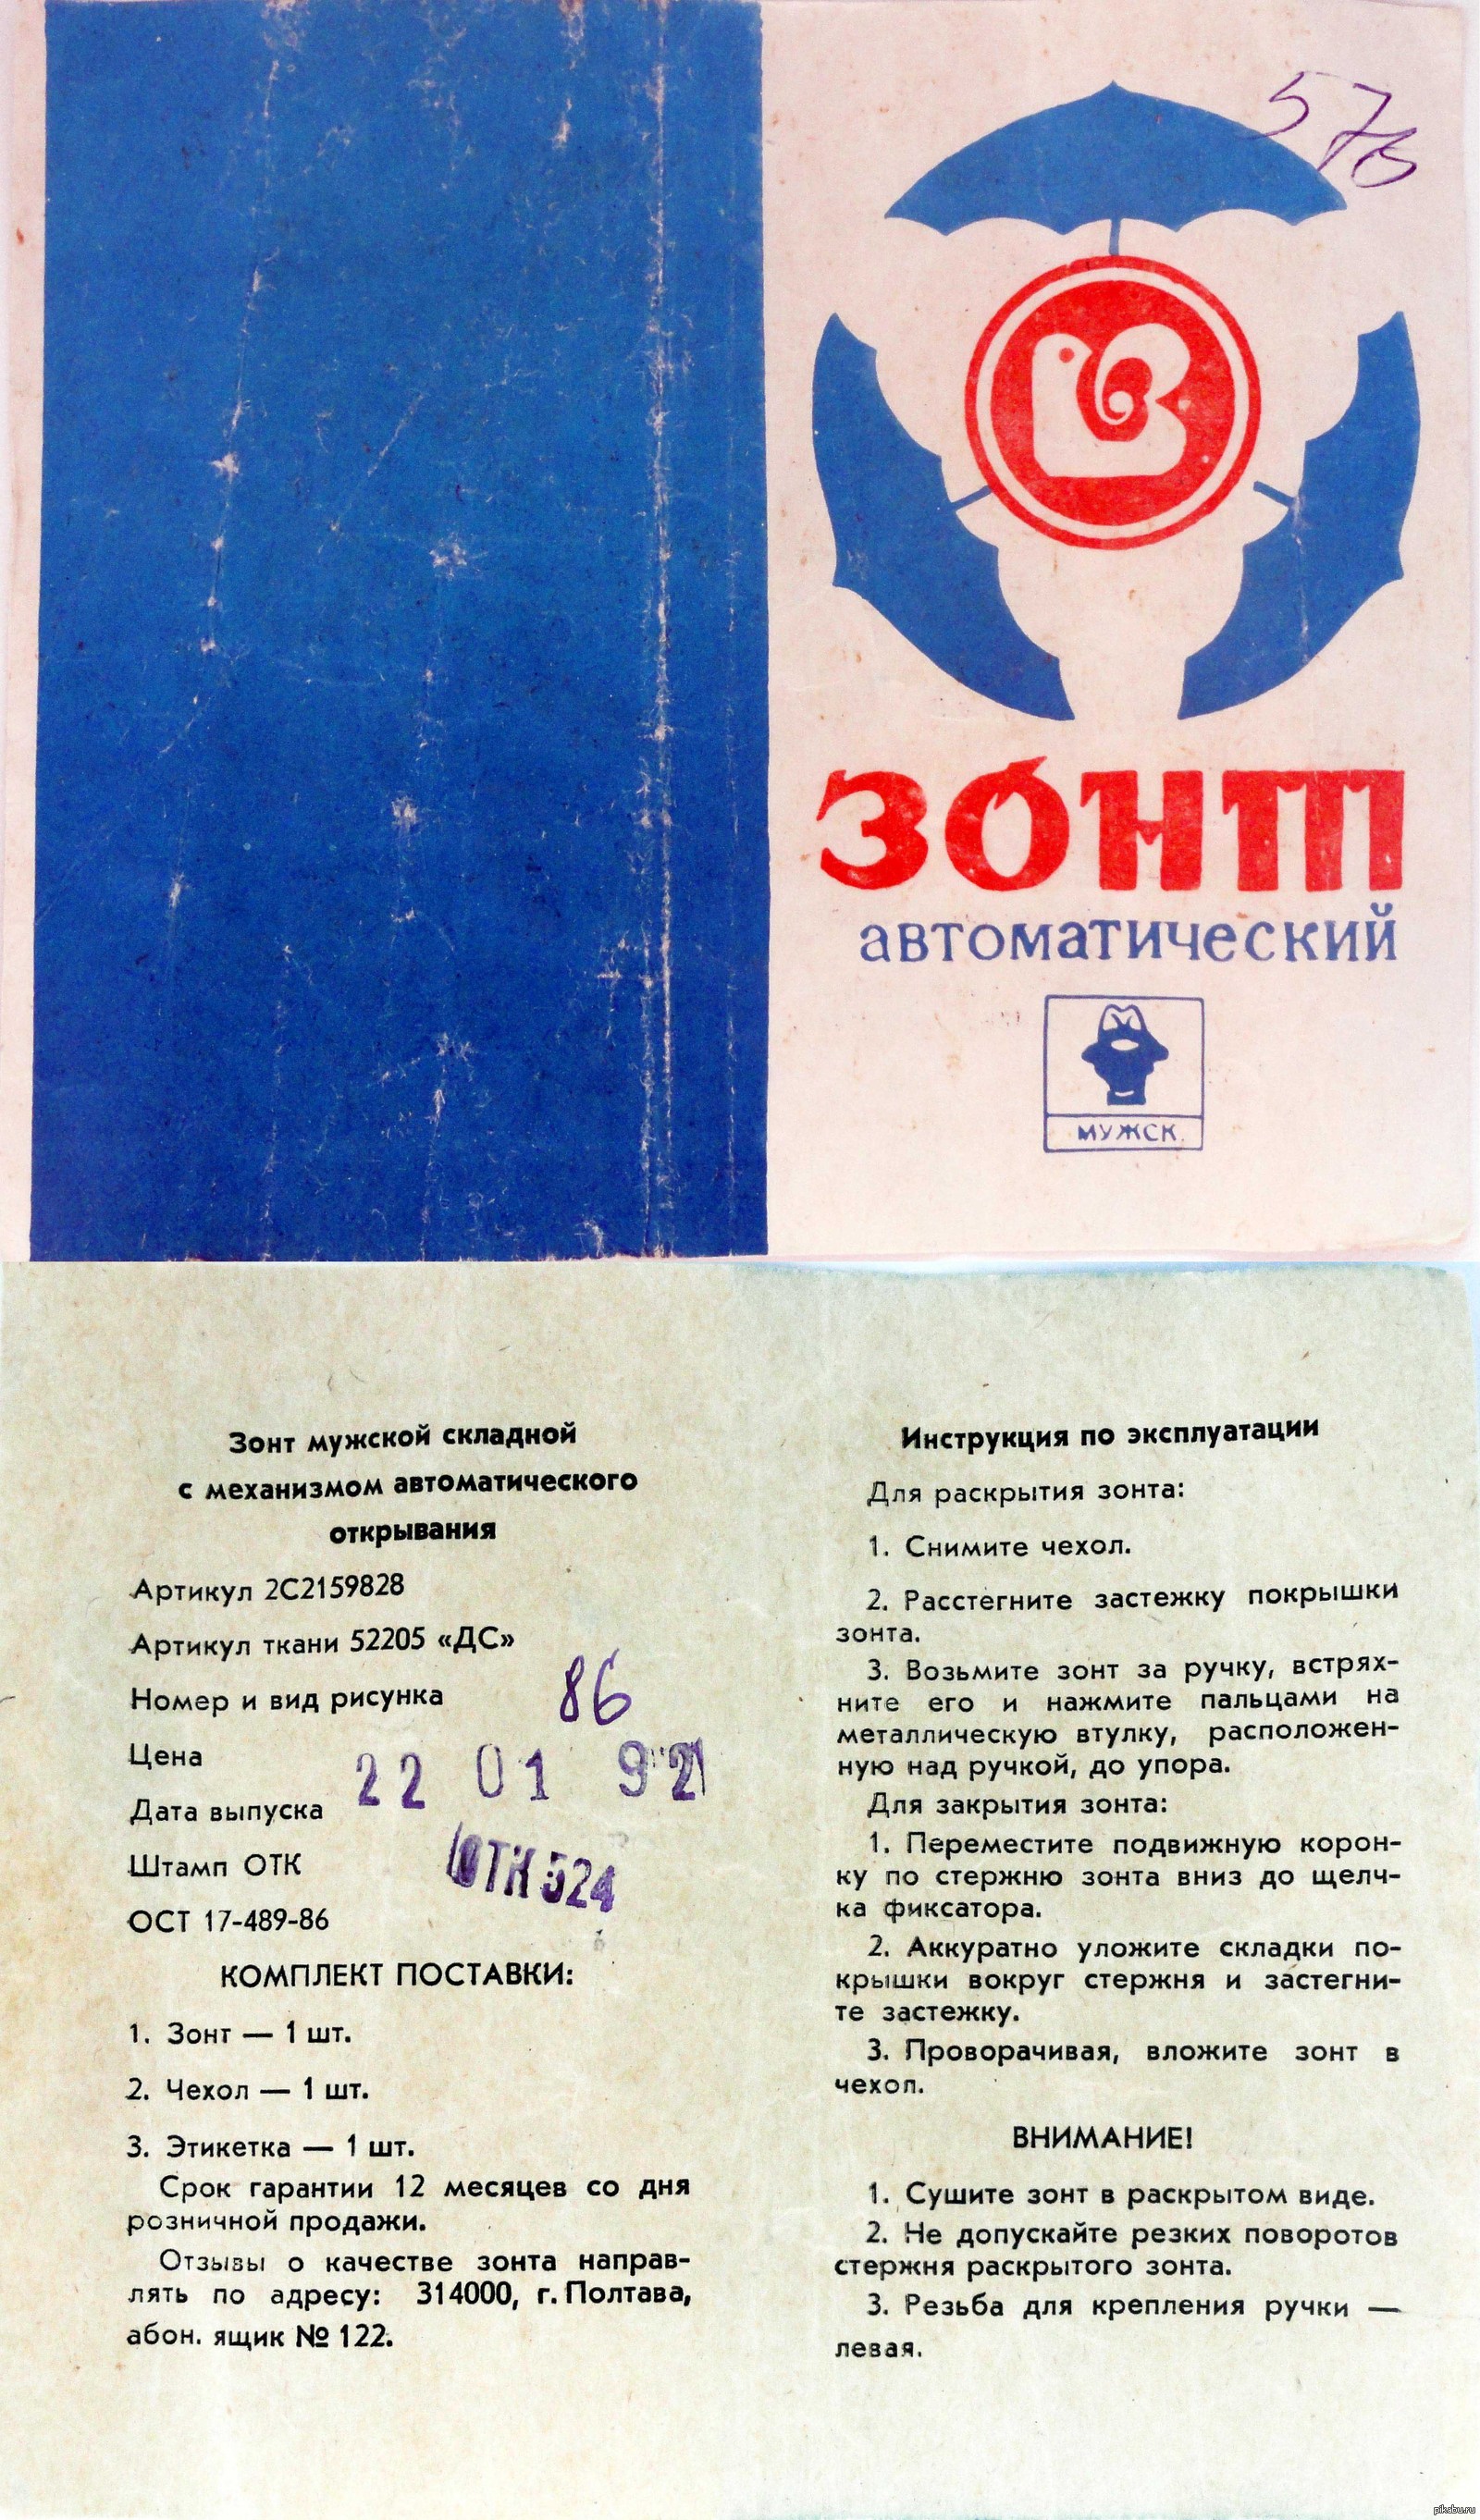 57
ЗОНТ
автоматический
МУЖСК.
Зонт мужской складной
с механизмом автоматического
открывания
Артикул 2С2159828
Артикул ткани 52205 «ДС»
Номер и вид рисунка 86
Цена
Дата выпуска 22 01 92
Штамп ОТК ОТК 524
ОСТ 17-489-86
КОМПЛЕКТ ПОСТАВКИ:
1. Зонт — 1 шт.
2. Чехол — 1 шт.
3. Этикетка — 1 шт.
Срок гарантии 12 месяцев со дня
розничной продажи.
Отзывы о качестве зонта направ-
лять по адресу: 314000, г. Полтава,
абон. ящик № 122.
Инструкция по эксплуатации
Для раскрытия зонта:
1. Снимите чехол.
2. Расстегните застежку покрышки
зонта.
3. Возьмите зонт за ручку, встрях-
ните его и нажмите пальцами на
металлическую втулку, расположен-
ную над ручкой, до упора.
Для закрытия зонта:
1. Переместите подвижную корон-
ку по стержню зонта вниз до щелч-
ка фиксатора.
2. Аккуратно уложите складки по-
крышки вокруг стержня и застегни-
те застежку.
3. Проворачивая, вложите зонт в
чехол.
ВНИМАНИЕ!
1. Сушите зонт в раскрытом виде.
2. Не допускайте резких поворотов
стержня раскрытого зонта.
3. Резьба для крепления ручки —
левая.
pikabu.ru